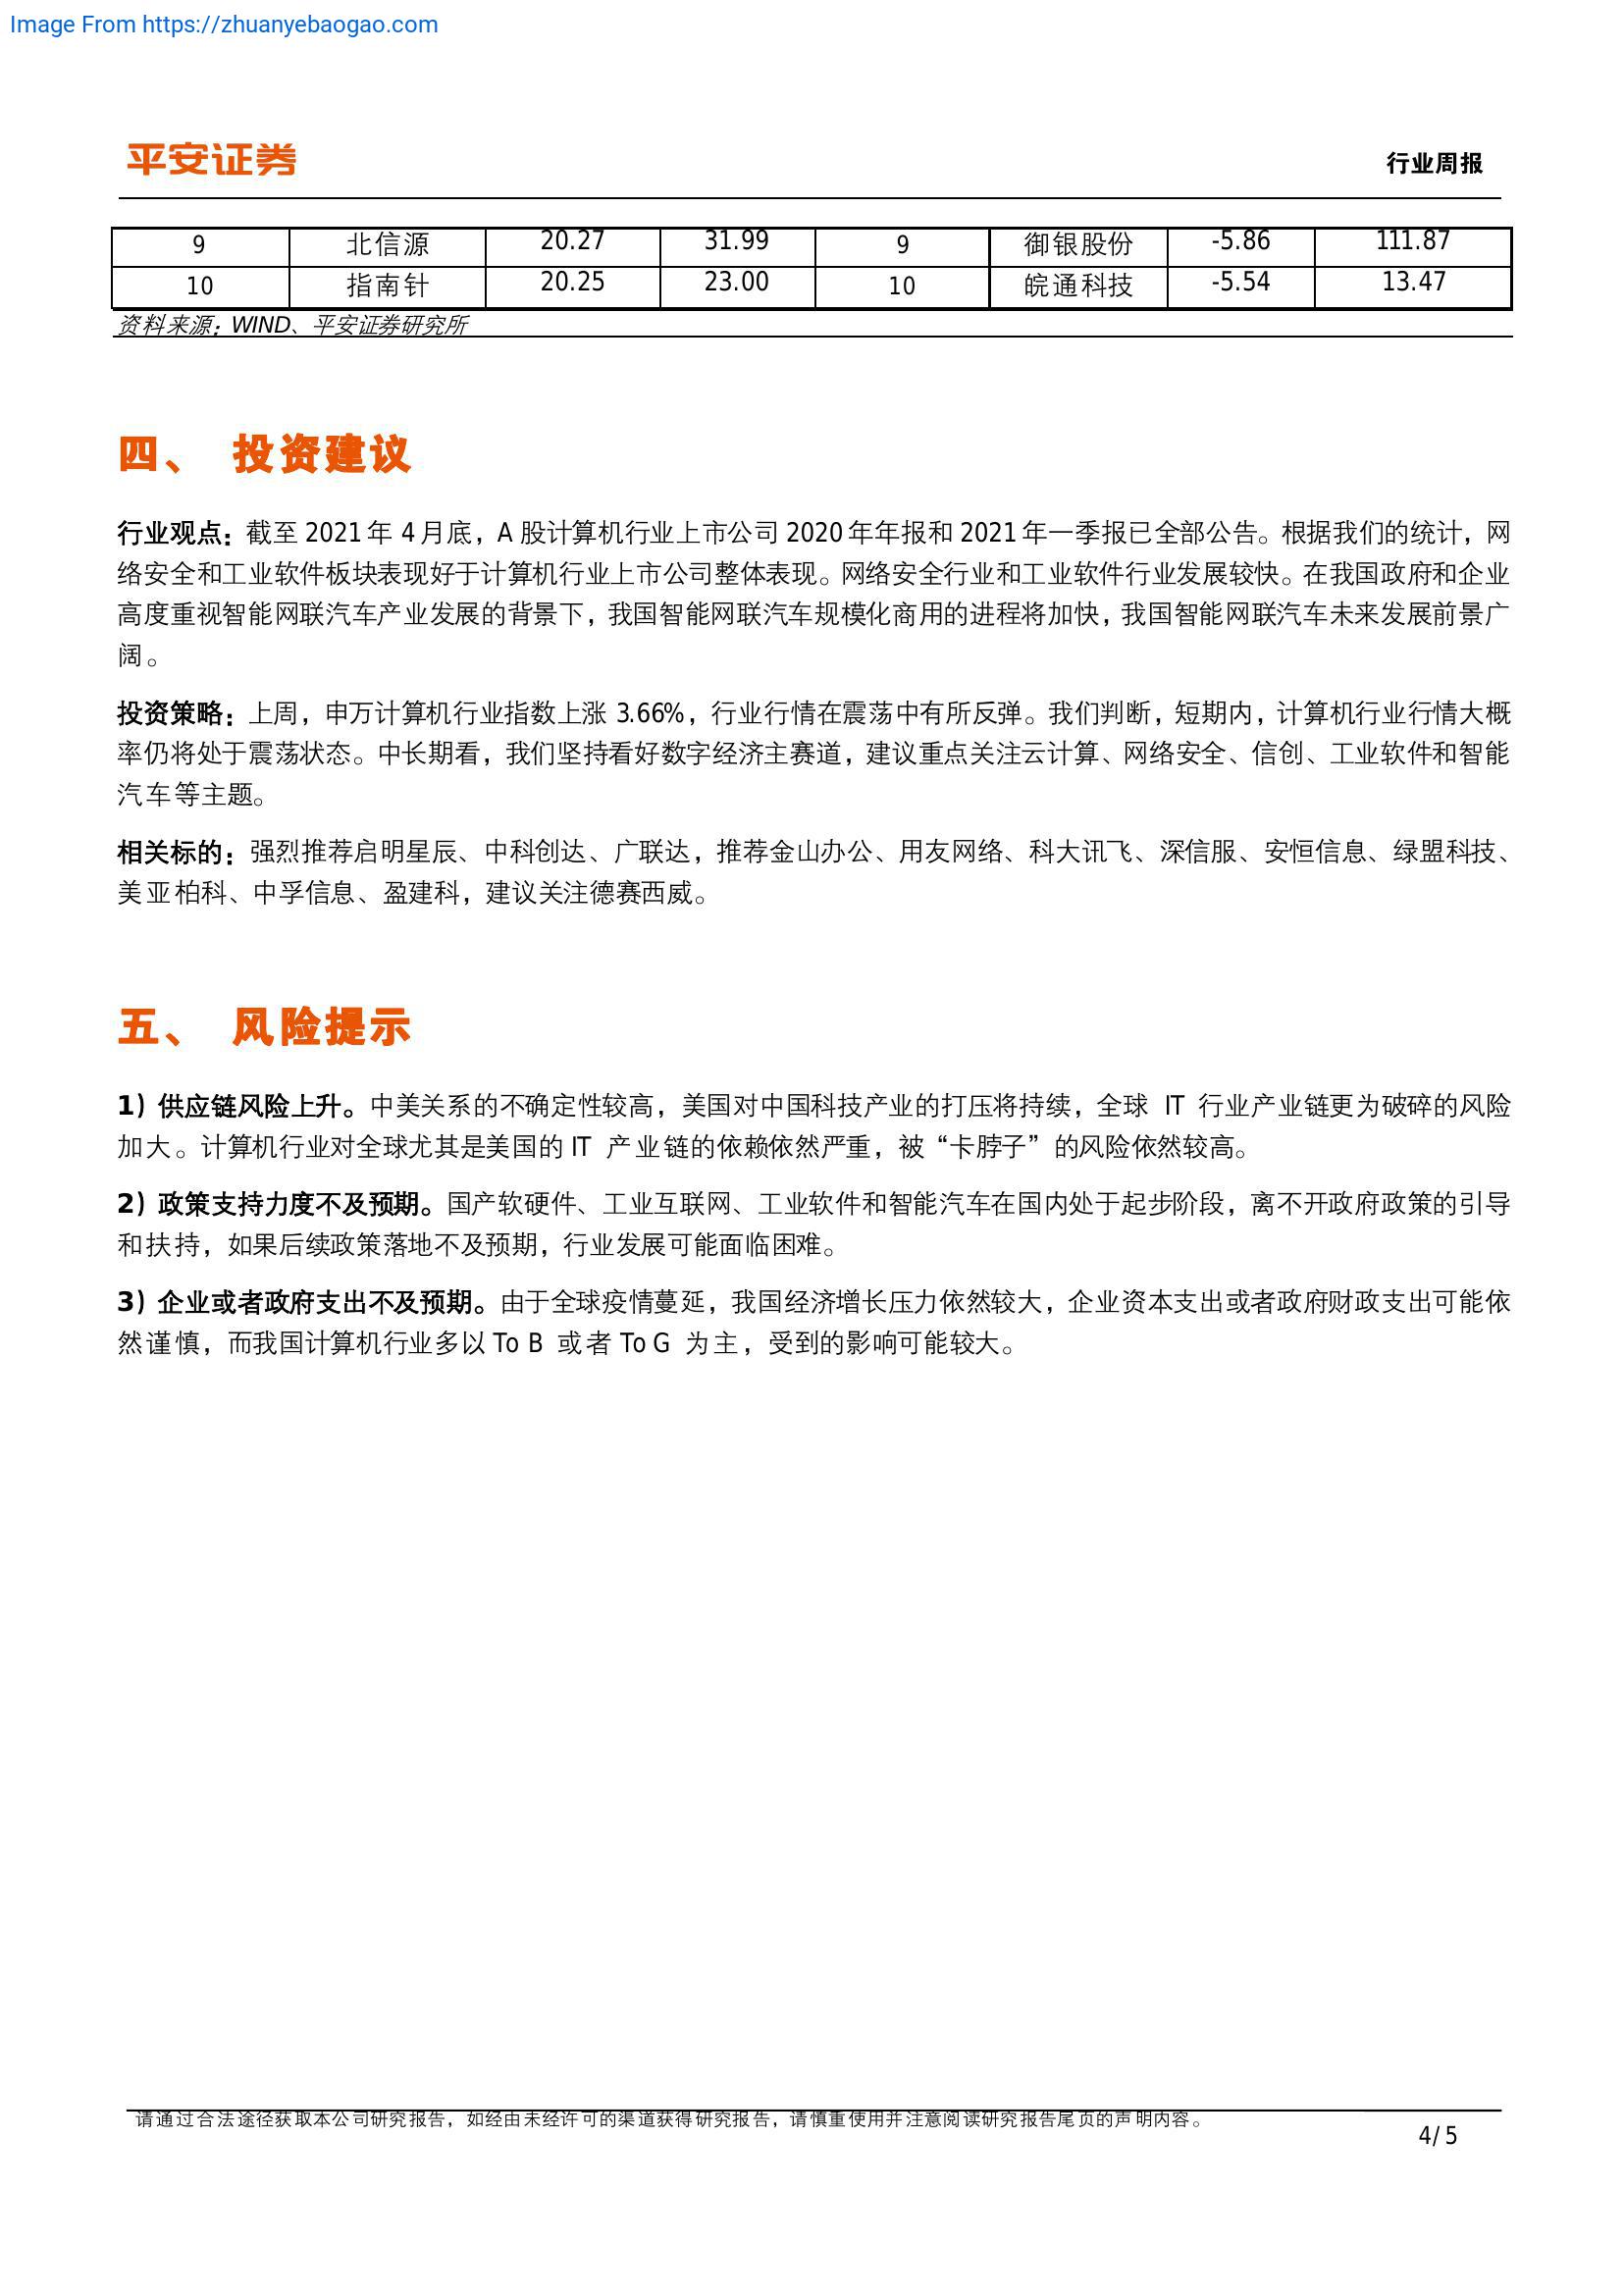 Image From https://zhuanyebaogao.com
平安证券
行业周报
9 北信源 20.27 31.99 9 御银股份 -5.86 111.87
10 指南针 20.25 23.00 10 皖通科技 -5.54 13.47
资料来源：WIND、平安证券研究所
四、 投资建议
行业观点：截至 2021 年 4 月底，A 股计算机行业上市公司 2020 年年报和 2021 年一季报已全部公告。根据我们的统计，网
络安全和工业软件板块表现好于计算机行业上市公司整体表现。网络安全行业和工业软件行业发展较快。在我国政府和企业
高度重视智能网联汽车产业发展的背景下，我国智能网联汽车规模化商用的进程将加快，我国智能网联汽车未来发展前景广
阔。
投资策略：上周，申万计算机行业指数上涨 3.66%，行业行情在震荡中有所反弹。我们判断，短期内，计算机行业行情大概
率仍将处于震荡状态。中长期看，我们坚持看好数字经济主赛道，建议重点关注云计算、网络安全、信创、工业软件和智能
汽车等主题。
相关标的：强烈推荐启明星辰、中科创达、广联达，推荐金山办公、用友网络、科大讯飞、深信服、安恒信息、绿盟科技、
美亚柏科、中孚信息、盈建科，建议关注德赛西威。
五、 风险提示
1）供应链风险上升。中美关系的不确定性较高，美国对中国科技产业的打压将持续，全球 IT 行业产业链更为破碎的风险
加大。计算机行业对全球尤其是美国的 IT 产业链的依赖依然严重，被“卡脖子”的风险依然较高。
2）政策支持力度不及预期。国产软硬件、工业互联网、工业软件和智能汽车在国内处于起步阶段，离不开政府政策的引导
和扶持，如果后续政策落地不及预期，行业发展可能面临困难。
3）企业或者政府支出不及预期。由于全球疫情蔓延，我国经济增长压力依然较大，企业资本支出或者政府财政支出可能依
然谨慎，而我国计算机行业多以 To B 或者 To G 为主，受到的影响可能较大。
请通过合法途径获取本公司研究报告，如经由未经许可的渠道获得研究报告，请慎重使用并注意阅读研究报告尾页的声明内容。
4/ 5